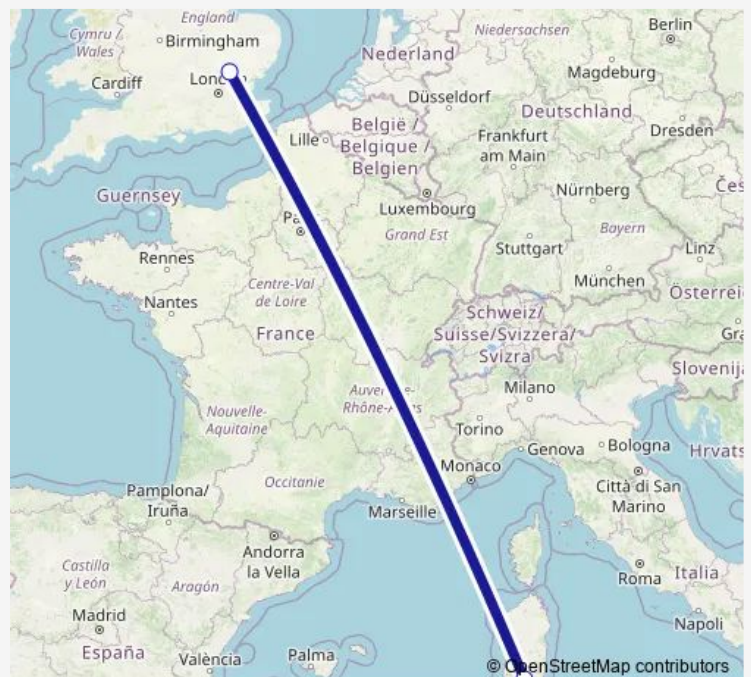 England
Cymru /
Wales
Birmingham
Cardiff
Niedersachsen
Berlin
Nederland
Magdeburg
Düsseldorf
Deutschland
België /
Belgique /
Belgien
Lille
Frankfurt
am Main
Dresden
Guernsey
Luxembourg
Nürnberg
Grand Est
Bayern
Stuttgart
Linz
Rennes
München
Centre-Val
de Loire
Nantes
Schweiz/
Suisse/Svizzera/
Svizra
France
Milano
Nouvelle-
Aquitaine
Torino
Genova
Bologna
Monaco
Occitanie
Città di San
Marino
Pamplona/
Iruña
Marseille
Andorra
la Vella
Castilla
y León
Aragón
Roma
Italia
Madrid
Napoli
España
València
Palma
© OpenStreetMap contributors